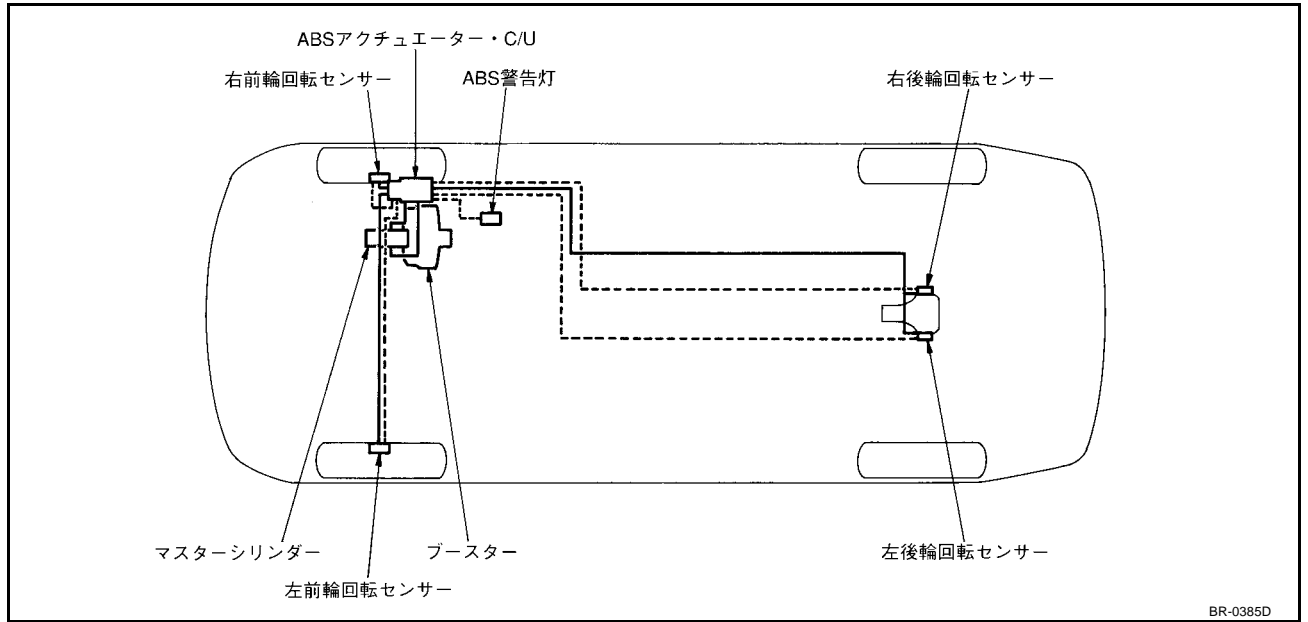 ABSアクチュエーター・C/U
右前輪回転センサー
ABS警告灯
右後輪回転センサー
マスターシリンダー
ブースター
左後輪回転センサー
左前輪回転センサー
BR-0385D